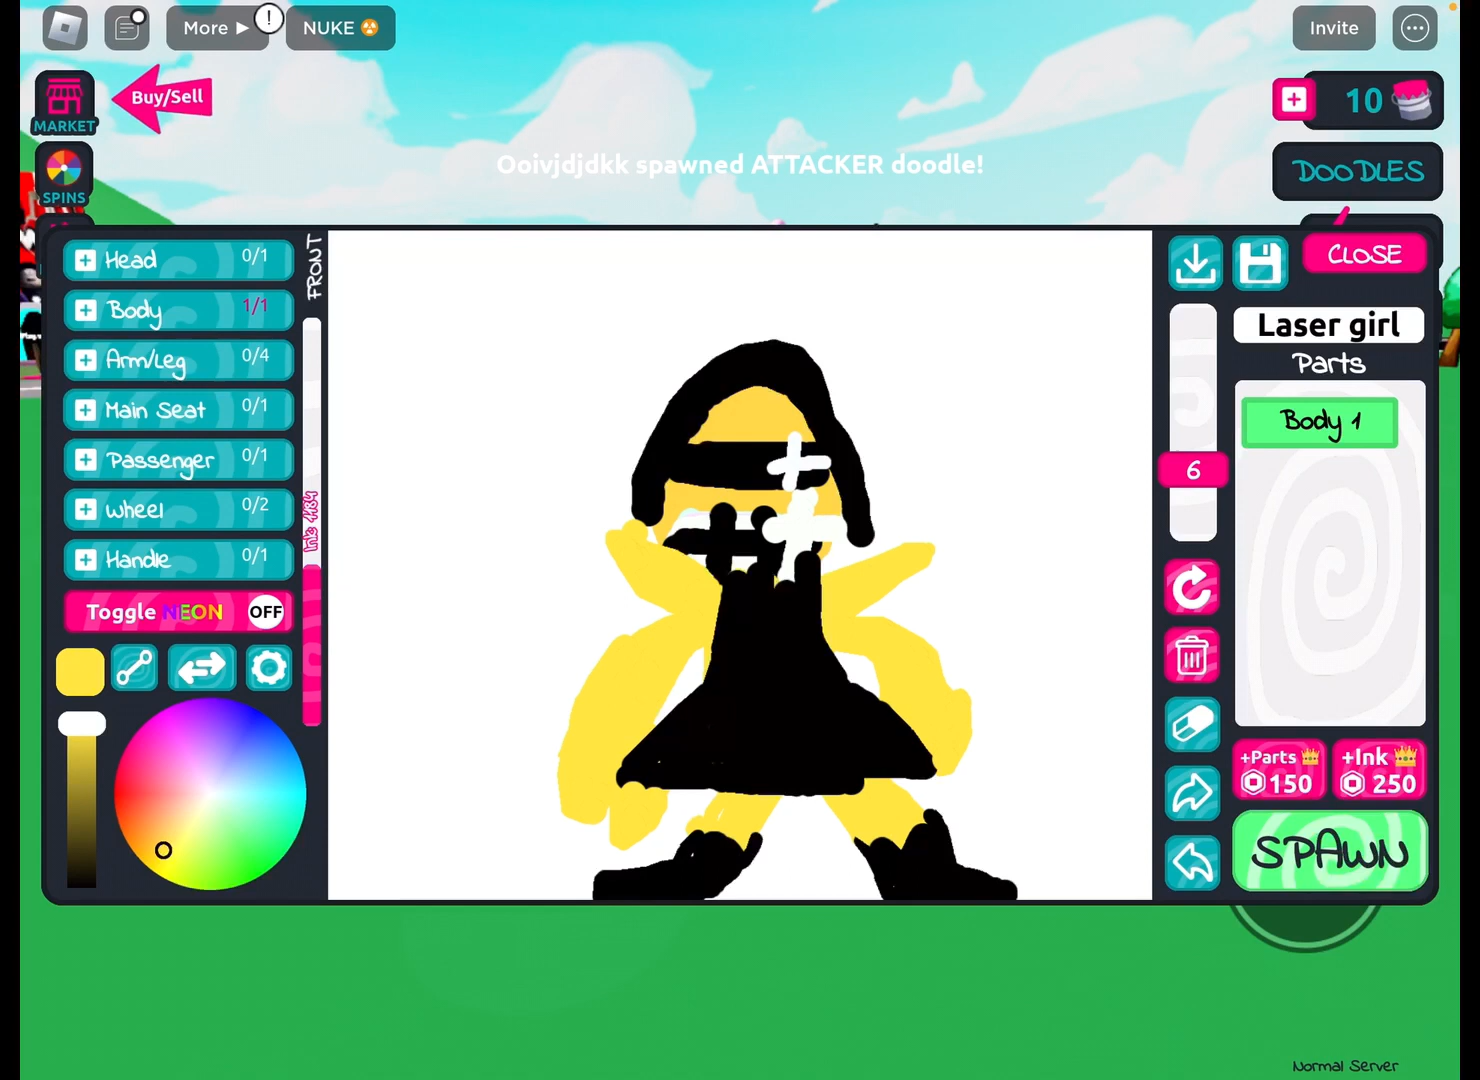 More ▶
!
NUKE ☢
Invite
Buy/Sell
MARKET
10
SPINS
DOODLES
Ooivjdjdkk spawned ATTACKER doodle!
Head 0/1
Body 1/1
Arm/Leg 0/4
Main Seat 0/1
Passenger 0/1
Wheel 0/2
Handle 0/1
Toggle NEON OFF
FRONT
CLOSE
Laser girl
Parts
Body 1
6
+Parts 150
+Ink 250
SPAWN
Normal Server